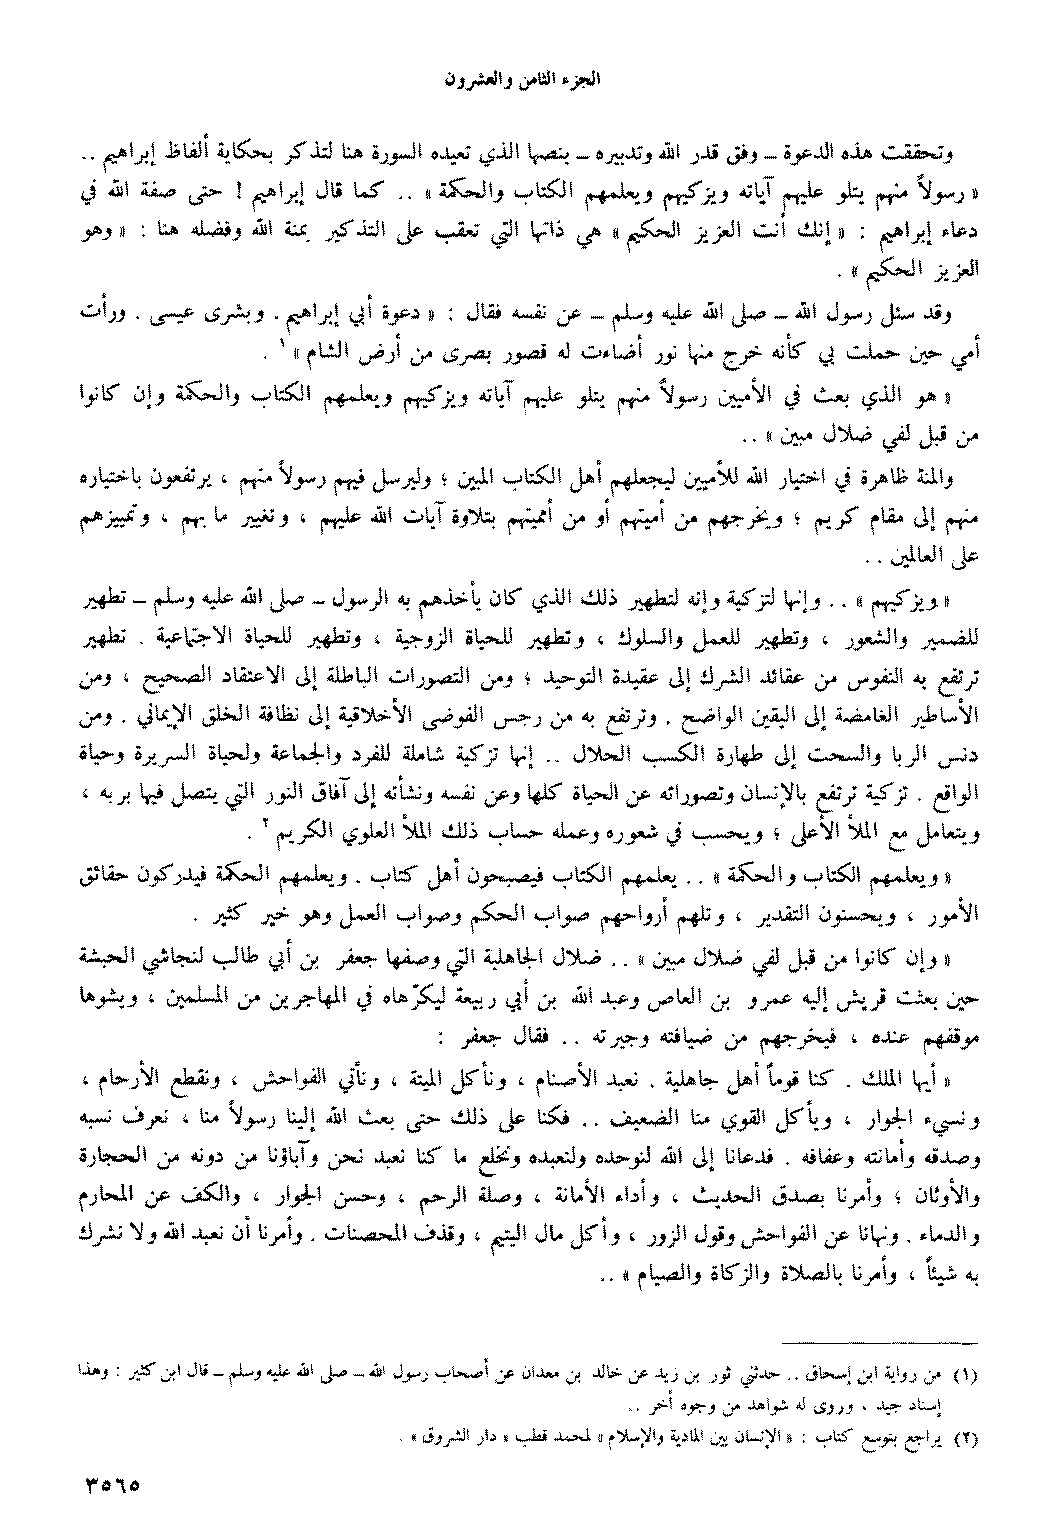 الجزء الثامن والعشرون
وتحققت هذه الدعوة – وفق قدر الله وتدبيره – بنصها الذي تعيده السورة هنا لتذكر بحكاية ألفاظ إبراهيم ..
« رسولاً منهم يتلو عليهم آياته ويزكيهم ويعلمهم الكتاب والحكمة » .. كما قال إبراهيم ! حتى صفة الله في
دعاء إبراهيم : « إنك أنت العزيز الحكيم » هي ذاتها التي تعقب على التذكير بمنة الله وفضله هنا : « وهو
العزيز الحكيم » .
وقد سئل رسول الله – صلى الله عليه وسلم – عن نفسه فقال : « دعوة أبي إبراهيم . وبشرى عيسى . ورأت
أمي حين حملت بي كأنه خرج منها نور أضاءت له قصور بصرى من أرض الشام » ١ .
« هو الذي بعث في الأميين رسولاً منهم يتلو عليهم آياته ويزكيهم ويعلمهم الكتاب والحكمة وإن كانوا
من قبل لفي ضلال مبين » ..
والمنة ظاهرة في اختيار الله للأميين ليجعلهم أهل الكتاب المبين ؛ وليرسل فيهم رسولاً منهم ، يرتفعون باختياره
منهم إلى مقام كريم ؛ ويخرجهم من أميتهم أو من أمميتهم بتلاوة آيات الله عليهم ، وتغيير ما بهم ، وتمييزهم
على العالمين ..
« ويزكيهم » .. وإنها لتزكية وإنه لتطهير ذلك الذي كان يأخذهم به الرسول – صلى الله عليه وسلم – تطهير
للضمير والشعور ، وتطهير للعمل والسلوك ، وتطهير للحياة الزوجية ، وتطهير للحياة الاجتماعية . تطهير
ترتفع به النفوس من عقائد الشرك إلى عقيدة التوحيد ؛ ومن التصورات الباطلة إلى الاعتقاد الصحيح ، ومن
الأساطير الغامضة إلى اليقين الواضح . وترتفع به من رجس الفوضى الأخلاقية إلى نظافة الخلق الإيماني . ومن
دنس الربا والسحت إلى طهارة الكسب الحلال .. إنها تزكية شاملة للفرد والجماعة ولحياة السريرة وحياة
الواقع . تزكية ترتفع بالإنسان وتصوراته عن الحياة كلها وعن نفسه ونشأته إلى آفاق النور التي يتصل فيها بربه ،
ويتعامل مع الملأ الأعلى ؛ ويحسب في شعوره وعمله حساب ذلك الملأ العلوي الكريم ٢ .
« ويعلمهم الكتاب والحكمة » .. يعلمهم الكتاب فيصبحون أهل كتاب . ويعلمهم الحكمة فيدركون حقائق
الأمور ، ويحسنون التقدير ، وتلهم أرواحهم صواب الحكم وصواب العمل وهو خير كثير .
« وإن كانوا من قبل لفي ضلال مبين » .. ضلال الجاهلية التي وصفها جعفر بن أبي طالب لنجاشي الحبشة
حين بعثت قريش إليه عمرو بن العاص وعبد الله بن أبي ربيعة ليكرّهاه في المهاجرين من المسلمين ، ويشوها
موقفهم عنده ، فيخرجهم من ضيافته وجيرته .. فقال جعفر :
« أيها الملك . كنا قوماً أهل جاهلية . نعبد الأصنام ، ونأكل الميتة ، ونأتي الفواحش ، ونقطع الأرحام ،
ونسيء الجوار ، ويأكل القوي منا الضعيف .. فكنا على ذلك حتى بعث الله إلينا رسولاً منا ، نعرف نسبه
وصدقه وأمانته وعفافه . فدعانا إلى الله لنوحده ولنعبده ونخلع ما كنا نعبد نحن وآباؤنا من دونه من الحجارة
والأوثان ؛ وأمرنا بصدق الحديث ، وأداء الأمانة ، وصلة الرحم ، وحسن الجوار ، والكف عن المحارم
والدماء . ونهانا عن الفواحش وقول الزور ، وأكل مال اليتيم ، وقذف المحصنات . وأمرنا أن نعبد الله ولا نشرك
به شيئاً ، وأمرنا بالصلاة والزكاة والصيام » ..
(١) من رواية ابن إسحاق .. حدثني ثور بن زيد عن خالد بن معدان عن أصحاب رسول الله – صلى الله عليه وسلم – قال ابن كثير : وهذا
إسناد جيد ، وروى له شواهد من وجوه أخر ..
(٢) يراجع بتوسع كتاب : « الإنسان بين المادية والإسلام » لمحمد قطب « دار الشروق » .
٣٥٦٥